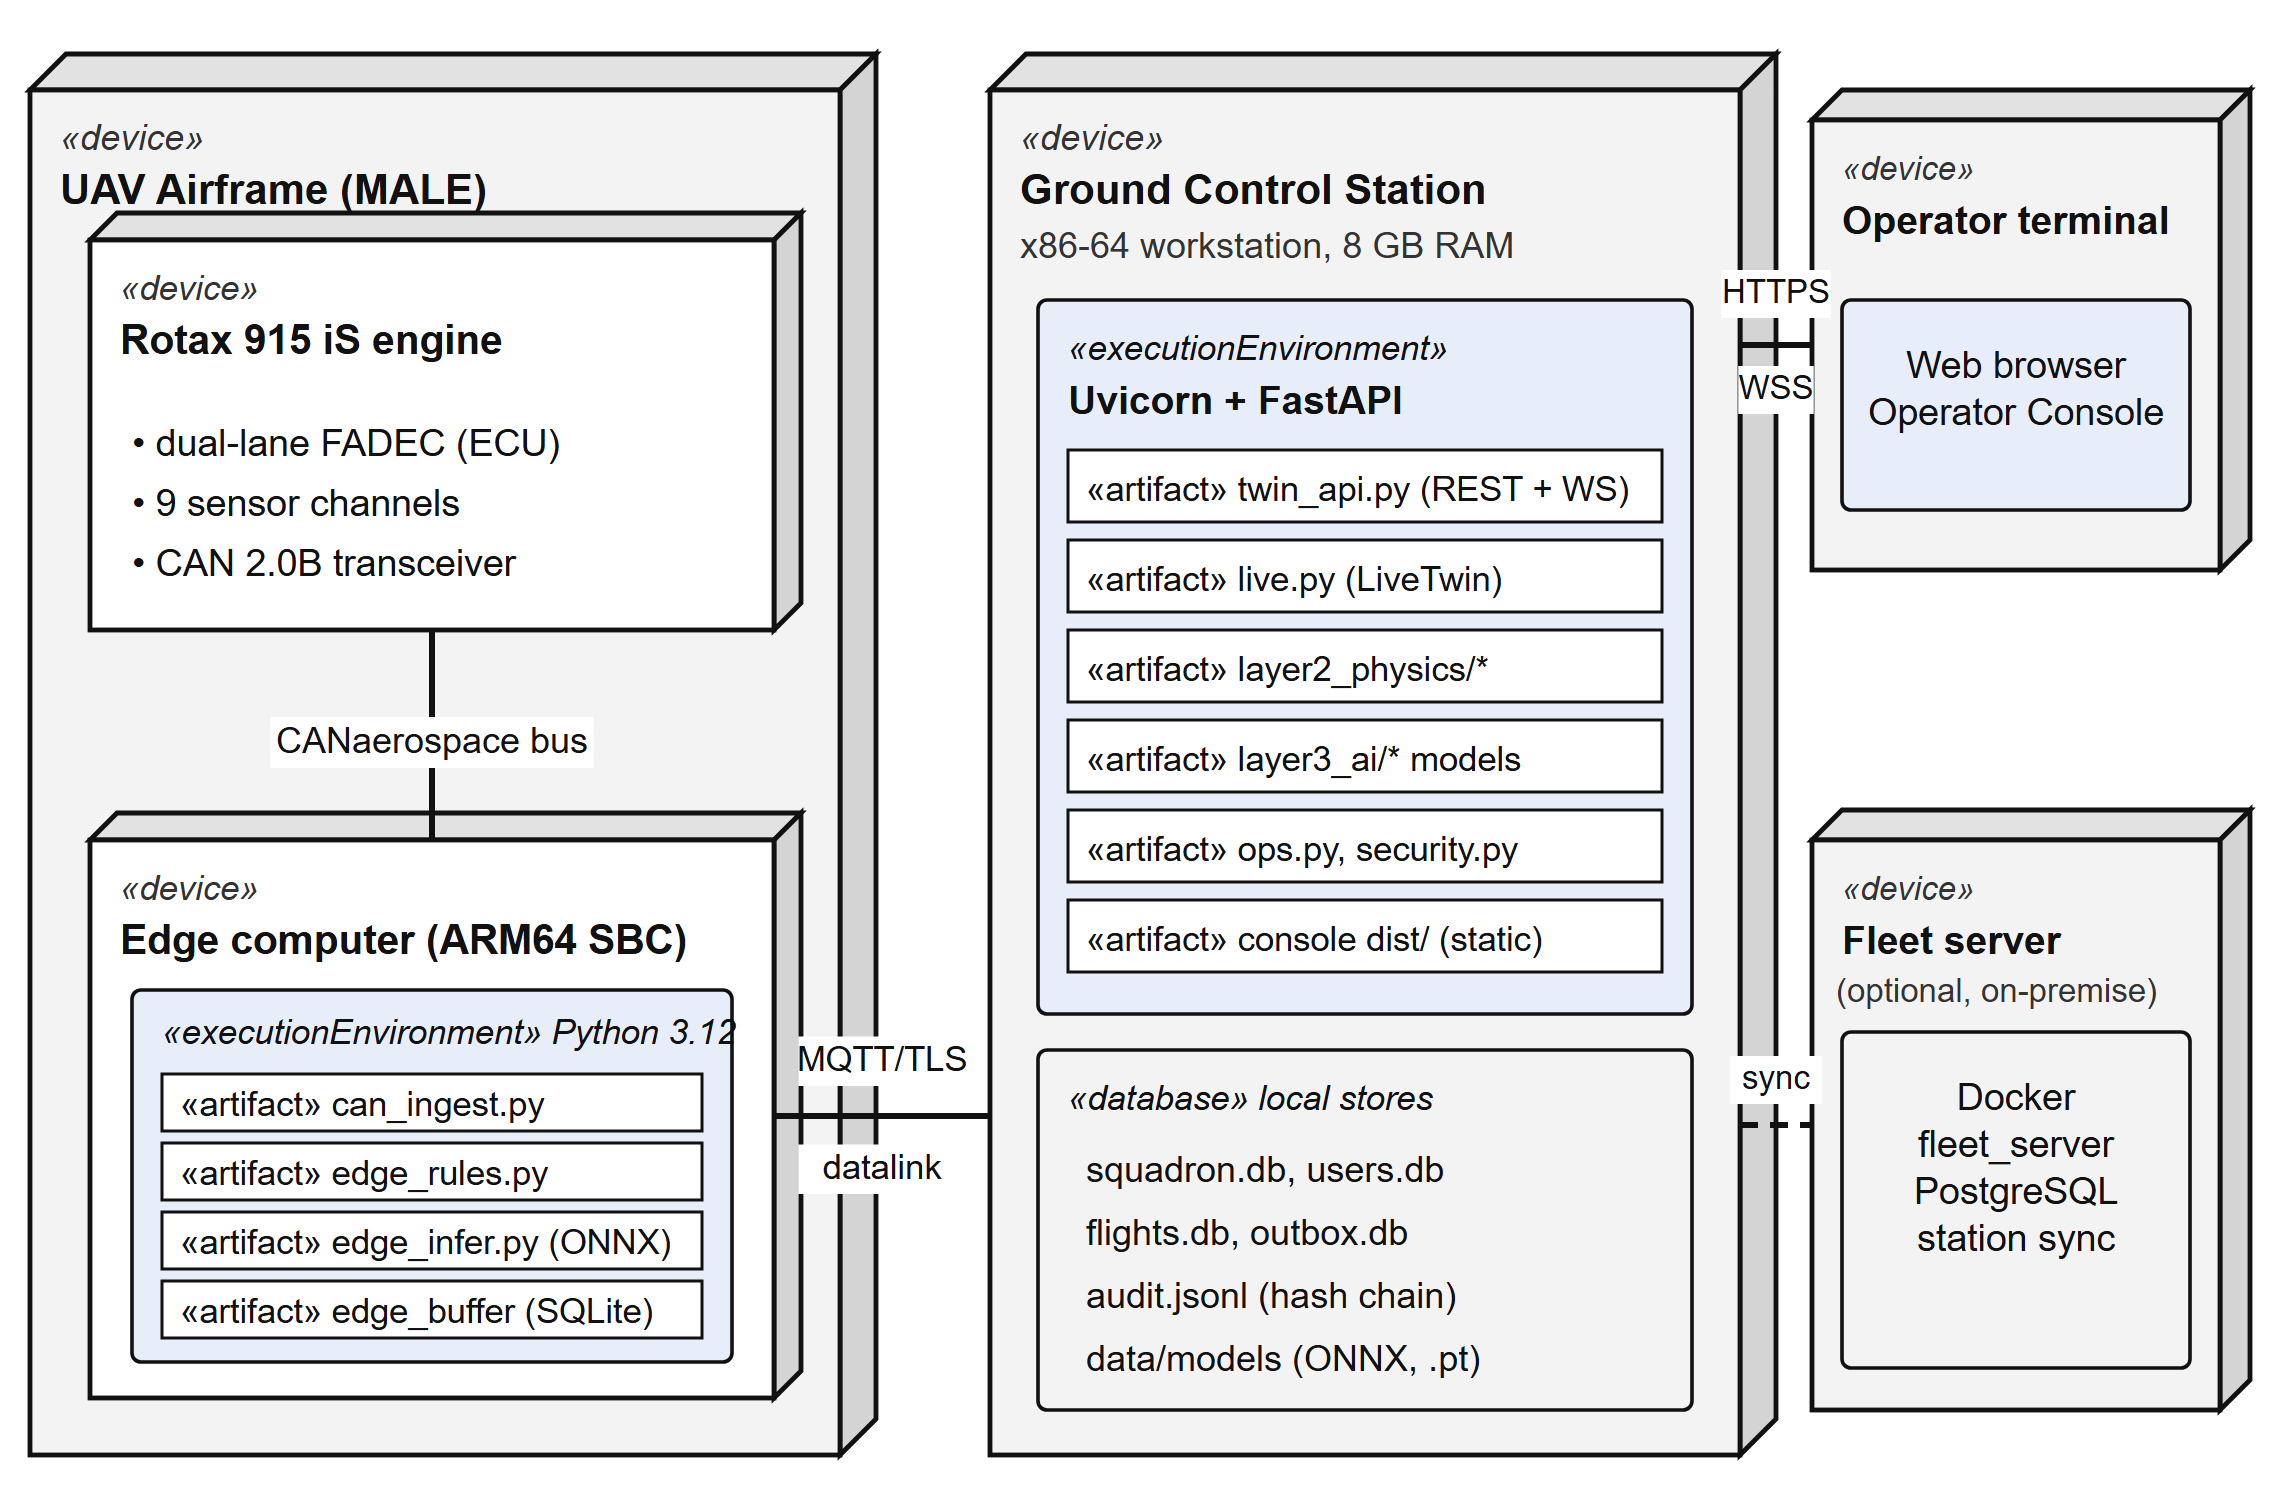 «device»
UAV Airframe (MALE)
«device»
Rotax 915 iS engine
• dual-lane FADEC (ECU)
• 9 sensor channels
• CAN 2.0B transceiver
CANaerospace bus
«device»
Edge computer (ARM64 SBC)
«executionEnvironment» Python 3.12
«artifact» can_ingest.py
«artifact» edge_rules.py
«artifact» edge_infer.py (ONNX)
«artifact» edge_buffer (SQLite)
MQTT/TLS
datalink
«device»
Ground Control Station
x86-64 workstation, 8 GB RAM
«executionEnvironment»
Uvicorn + FastAPI
«artifact» twin_api.py (REST + WS)
«artifact» live.py (LiveTwin)
«artifact» layer2_physics/*
«artifact» layer3_ai/* models
«artifact» ops.py, security.py
«artifact» console dist/ (static)
«database» local stores
squadron.db, users.db
flights.db, outbox.db
audit.jsonl (hash chain)
data/models (ONNX, .pt)
HTTPS
WSS
«device»
Operator terminal
Web browser
Operator Console
sync
«device»
Fleet server
(optional, on-premise)
Docker
fleet_server
PostgreSQL
station sync